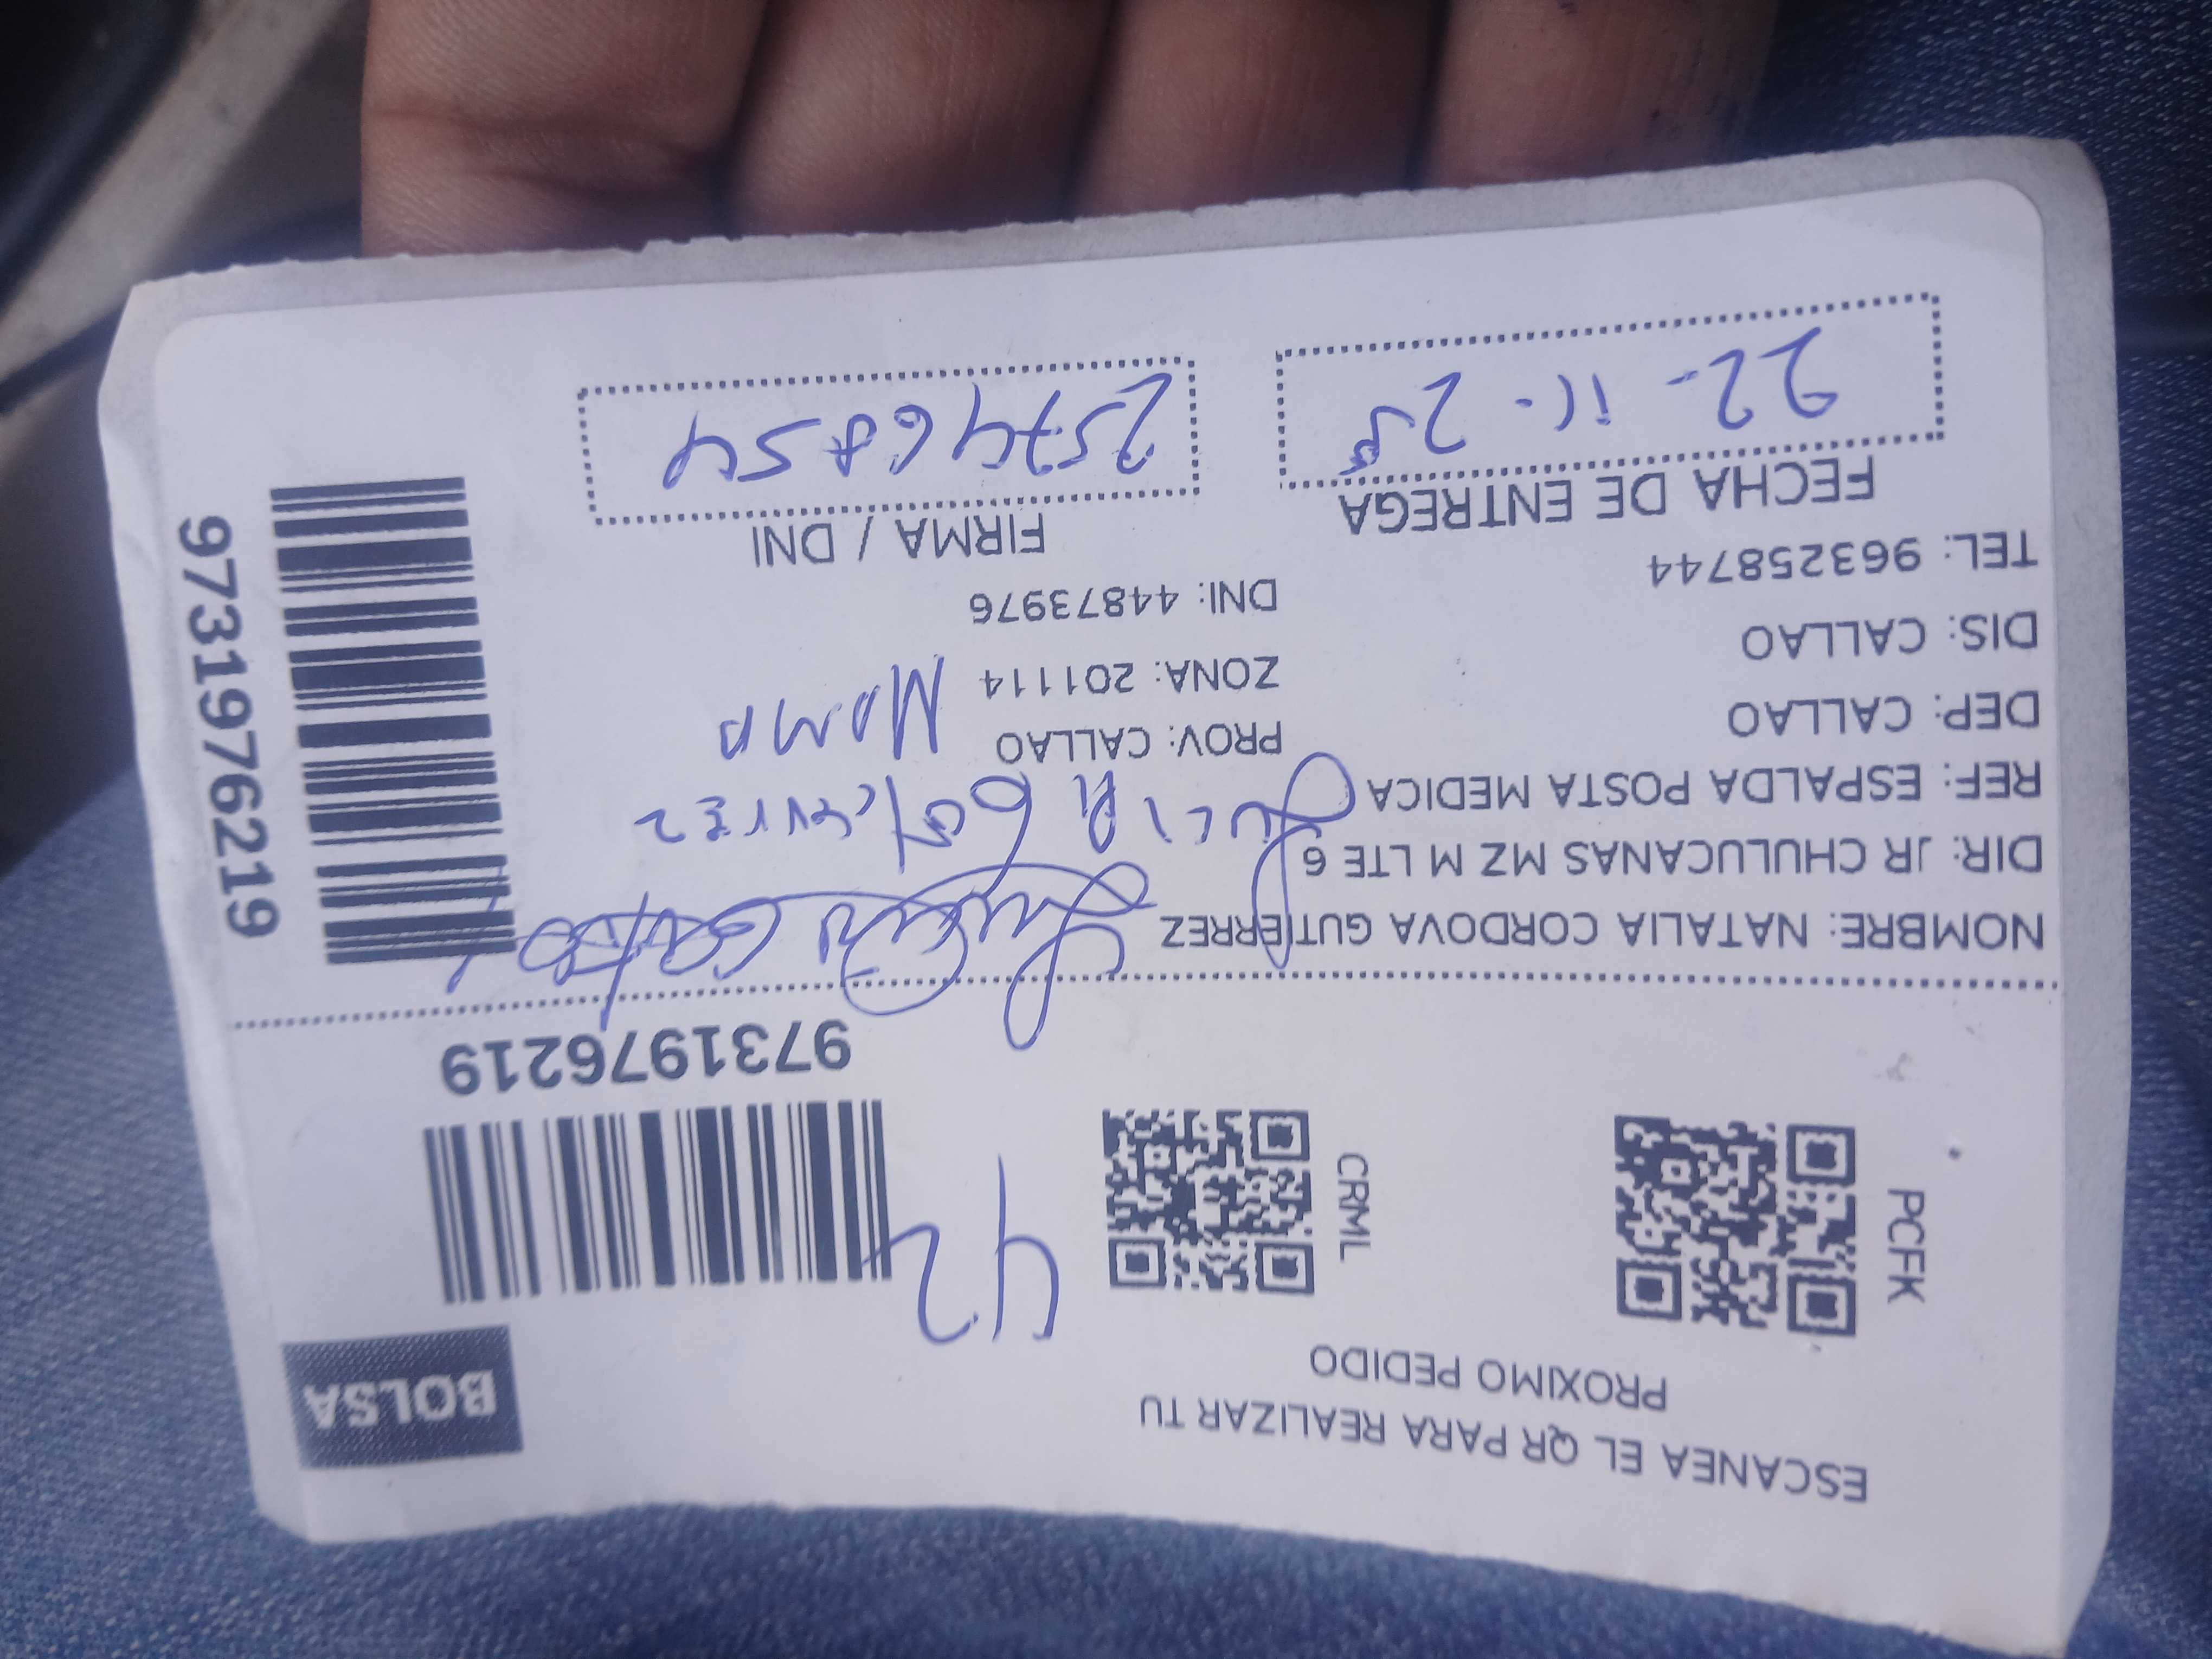 ESCANEA EL QR PARA REALIZAR TU
PROXIMO PEDIDO
BOLSA
PCFK
CRML
42
9731976219
NOMBRE: NATALIA CORDOVA GUTIERREZ
DIR: JR CHULUCANAS MZ M LTE 6
REF: ESPALDA POSTA MEDICA
LUCIA GUTIERREZ
DEP: CALLAO
PROV: CALLAO
MAMA
DIS: CALLAO
ZONA: 201114
TEL: 963258744
DNI: 44873976
9731976219
FECHA DE ENTREGA
FIRMA / DNI
22-11-25
25746854